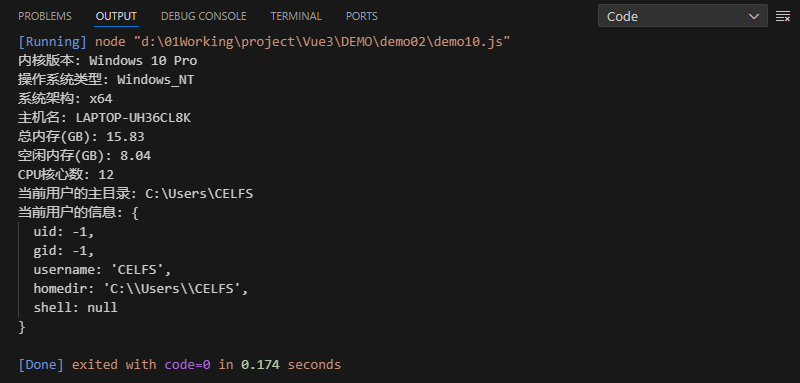 PROBLEMS OUTPUT DEBUG CONSOLE TERMINAL PORTS Code
[Running] node "d:\01Working\project\Vue3\DEMO\demo02\demo10.js"
内核版本: Windows 10 Pro
操作系统类型: Windows_NT
系统架构: x64
主机名: LAPTOP-UH36CL8K
总内存(GB): 15.83
空闲内存(GB): 8.04
CPU核心数: 12
当前用户的主目录: C:\Users\CELFS
当前用户的信息: {
  uid: -1,
  gid: -1,
  username: 'CELFS',
  homedir: 'C:\\Users\\CELFS',
  shell: null
}
[Done] exited with code=0 in 0.174 seconds